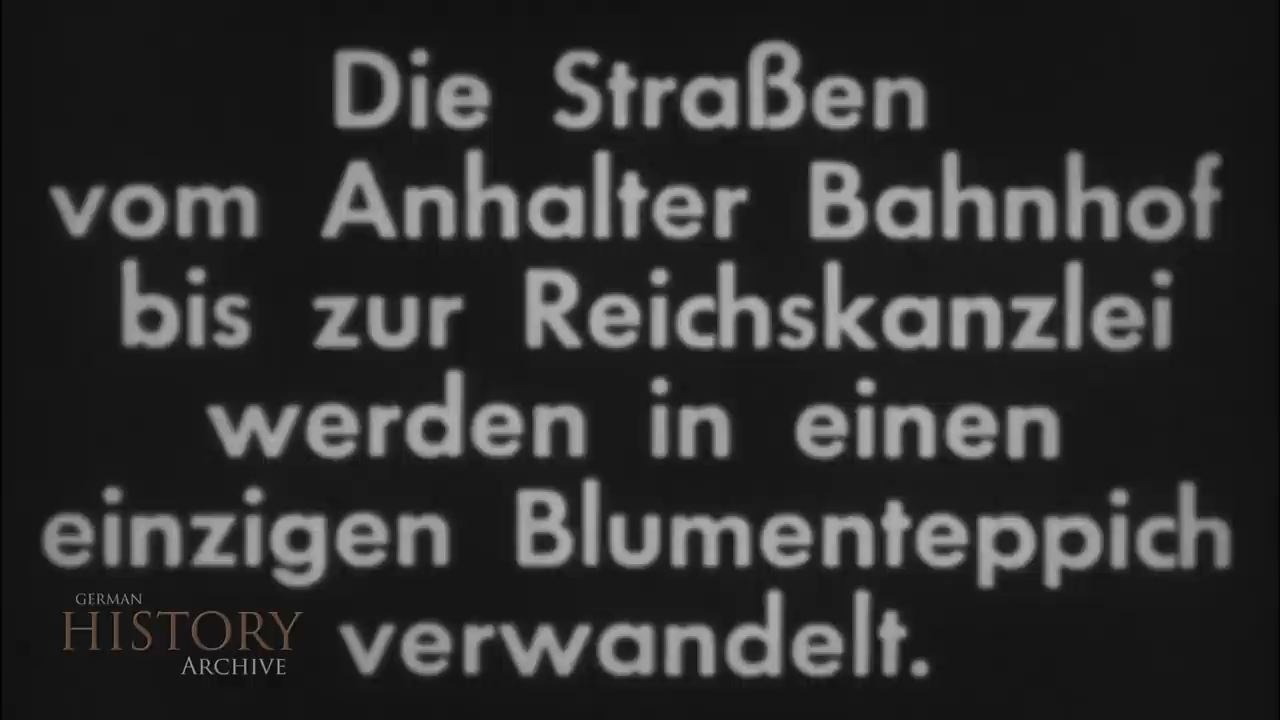 Die Straßen
vom Anhalter Bahnhof
bis zur Reichskanzlei
werden in einen
einzigen Blumenteppich
verwandelt.
GERMAN
HISTORY
ARCHIVE